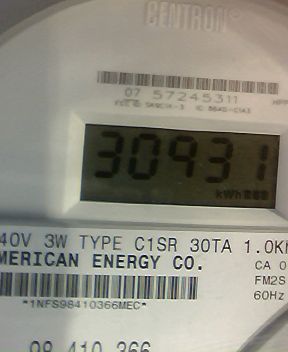 CENTRON®
07 57245311
30931
kWh
40V 3W TYPE C1SR 30TA 1.0K
MERICAN ENERGY CO.
CA 0
FM2S
60Hz
*1NFS98410366MEC*
98 410 366